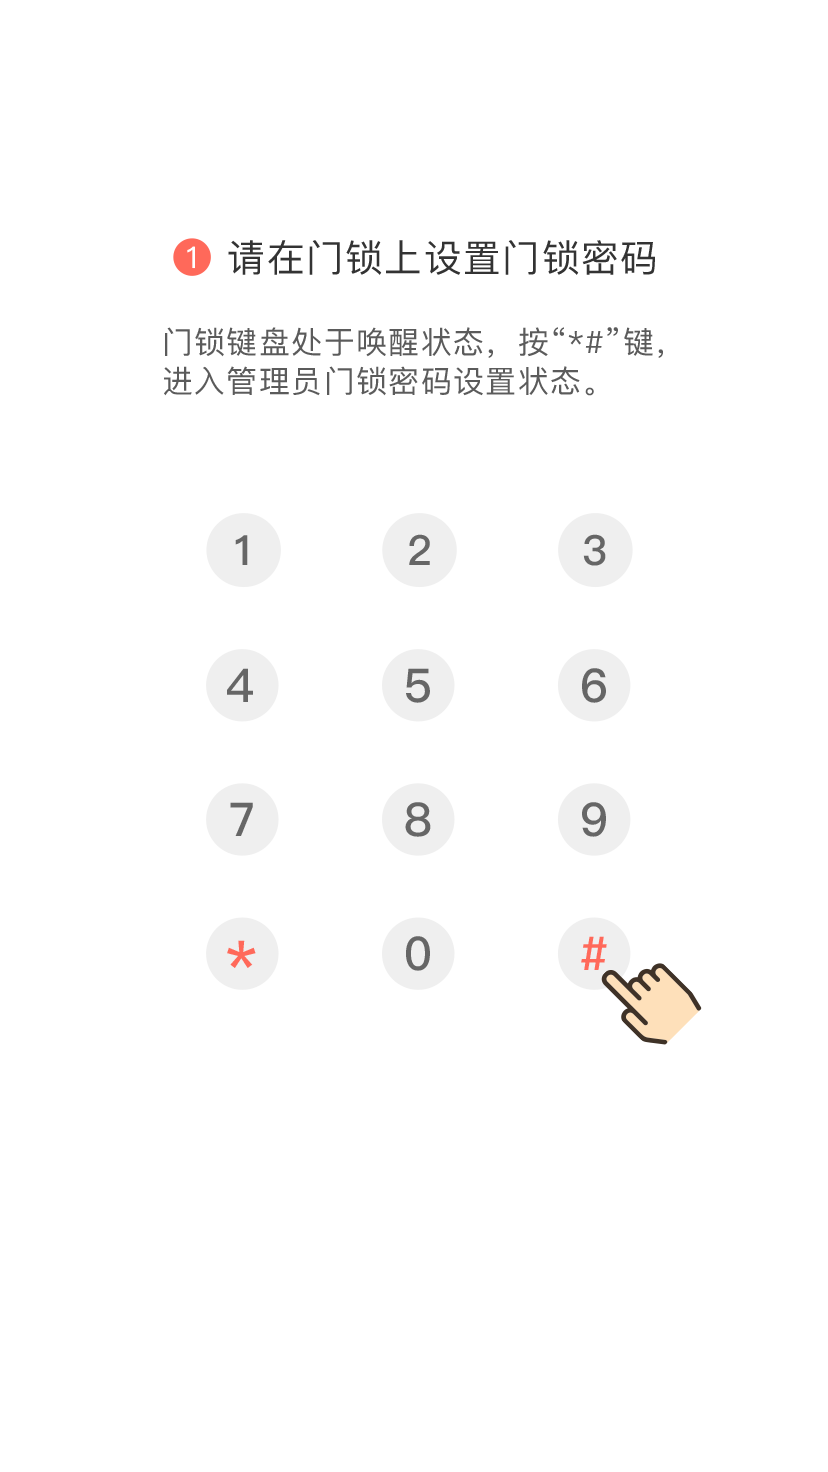 1 请在门锁上设置门锁密码
门锁键盘处于唤醒状态，按“*#”键，
进入管理员门锁密码设置状态。
1 2 3
4 5 6
7 8 9
* 0 #